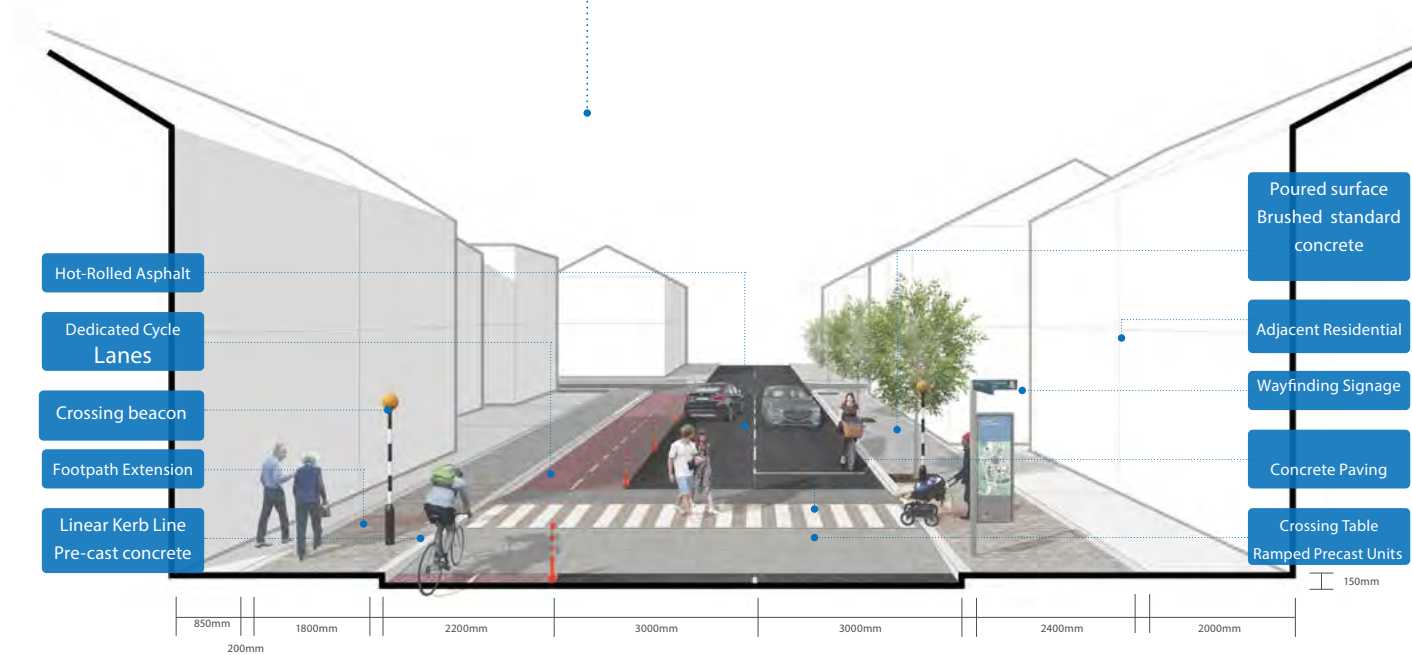 Hot-Rolled Asphalt
Dedicated Cycle
Lanes
Crossing beacon
Footpath Extension
Linear Kerb Line
Pre-cast concrete
Poured surface
Brushed standard
concrete
Adjacent Residential
Wayfinding Signage
Concrete Paving
Crossing Table
Ramped Precast Units
150mm
850mm
200mm
1800mm
2200mm
3000mm
3000mm
2400mm
2000mm